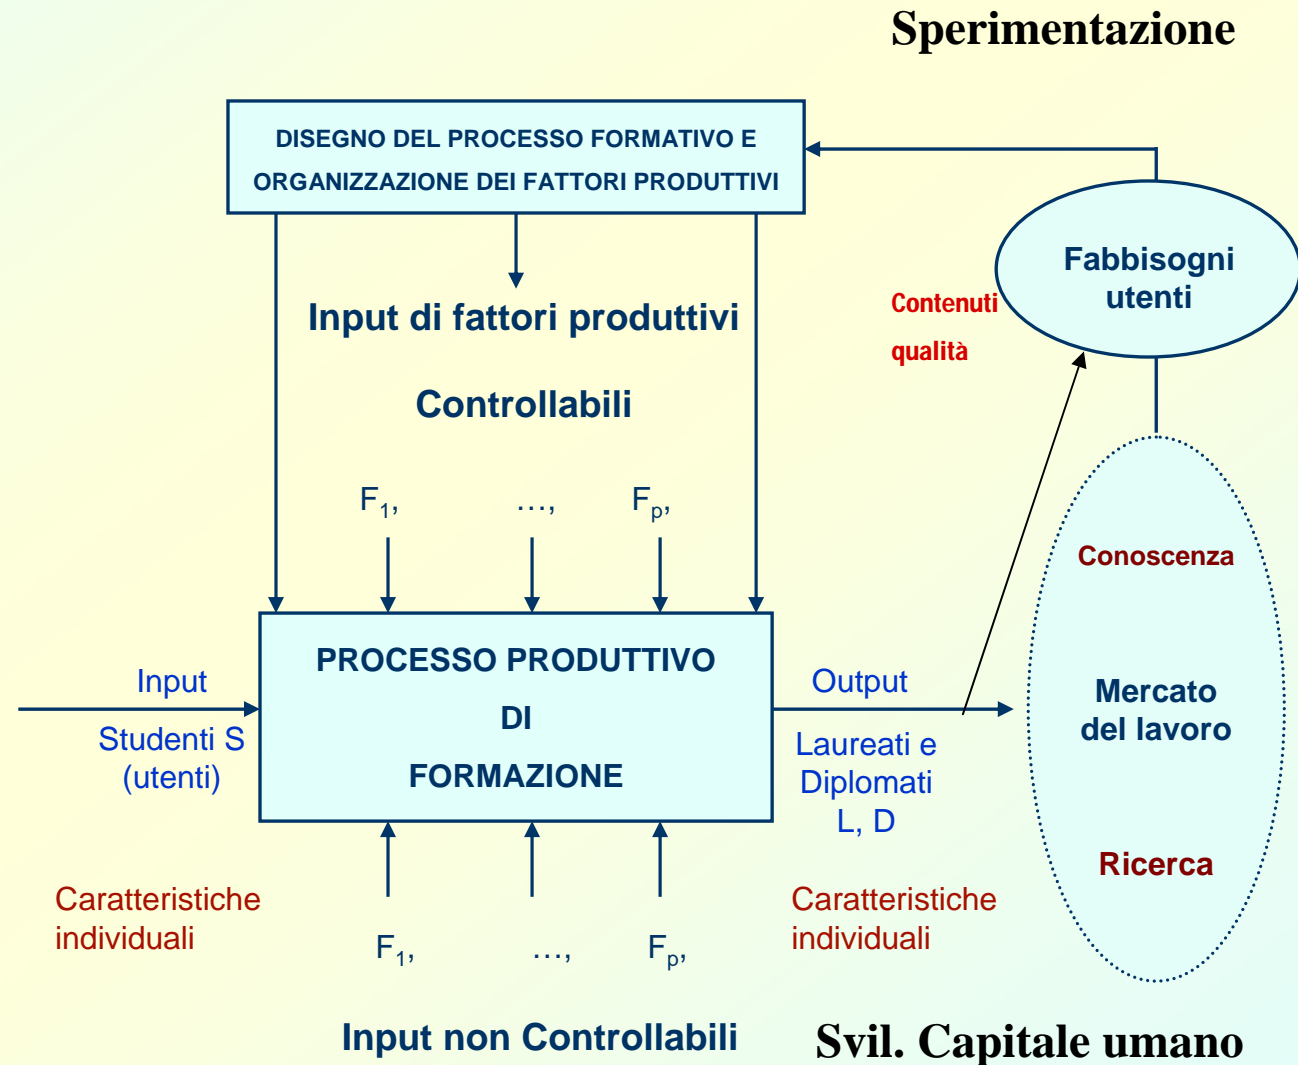 Sperimentazione
DISEGNO DEL PROCESSO FORMATIVO E
ORGANIZZAZIONE DEI FATTORI PRODUTTIVI
Fabbisogni
utenti
Contenuti
qualità
Input di fattori produttivi
Controllabili
F1, …, Fp,
Conoscenza
Mercato
del lavoro
Ricerca
PROCESSO PRODUTTIVO
DI
FORMAZIONE
Input
Studenti S
(utenti)
Output
Laureati e
Diplomati
L, D
Caratteristiche
individuali
F1, …, Fp,
Caratteristiche
individuali
Input non Controllabili
Svil. Capitale umano